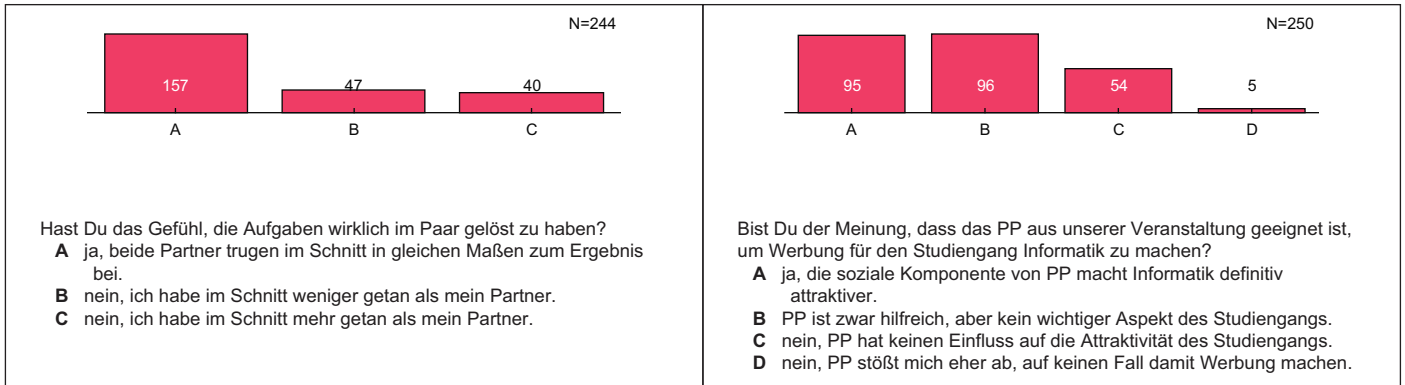 N=244
157
47
40
A
B
C
Hast Du das Gefühl, die Aufgaben wirklich im Paar gelöst zu haben?
A ja, beide Partner trugen im Schnitt in gleichen Maßen zum Ergebnis
bei.
B nein, ich habe im Schnitt weniger getan als mein Partner.
C nein, ich habe im Schnitt mehr getan als mein Partner.
N=250
95
96
54
5
A
B
C
D
Bist Du der Meinung, dass das PP aus unserer Veranstaltung geeignet ist,
um Werbung für den Studiengang Informatik zu machen?
A ja, die soziale Komponente von PP macht Informatik definitiv
attraktiver.
B PP ist zwar hilfreich, aber kein wichtiger Aspekt des Studiengangs.
C nein, PP hat keinen Einfluss auf die Attraktivität des Studiengangs.
D nein, PP stößt mich eher ab, auf keinen Fall damit Werbung machen.